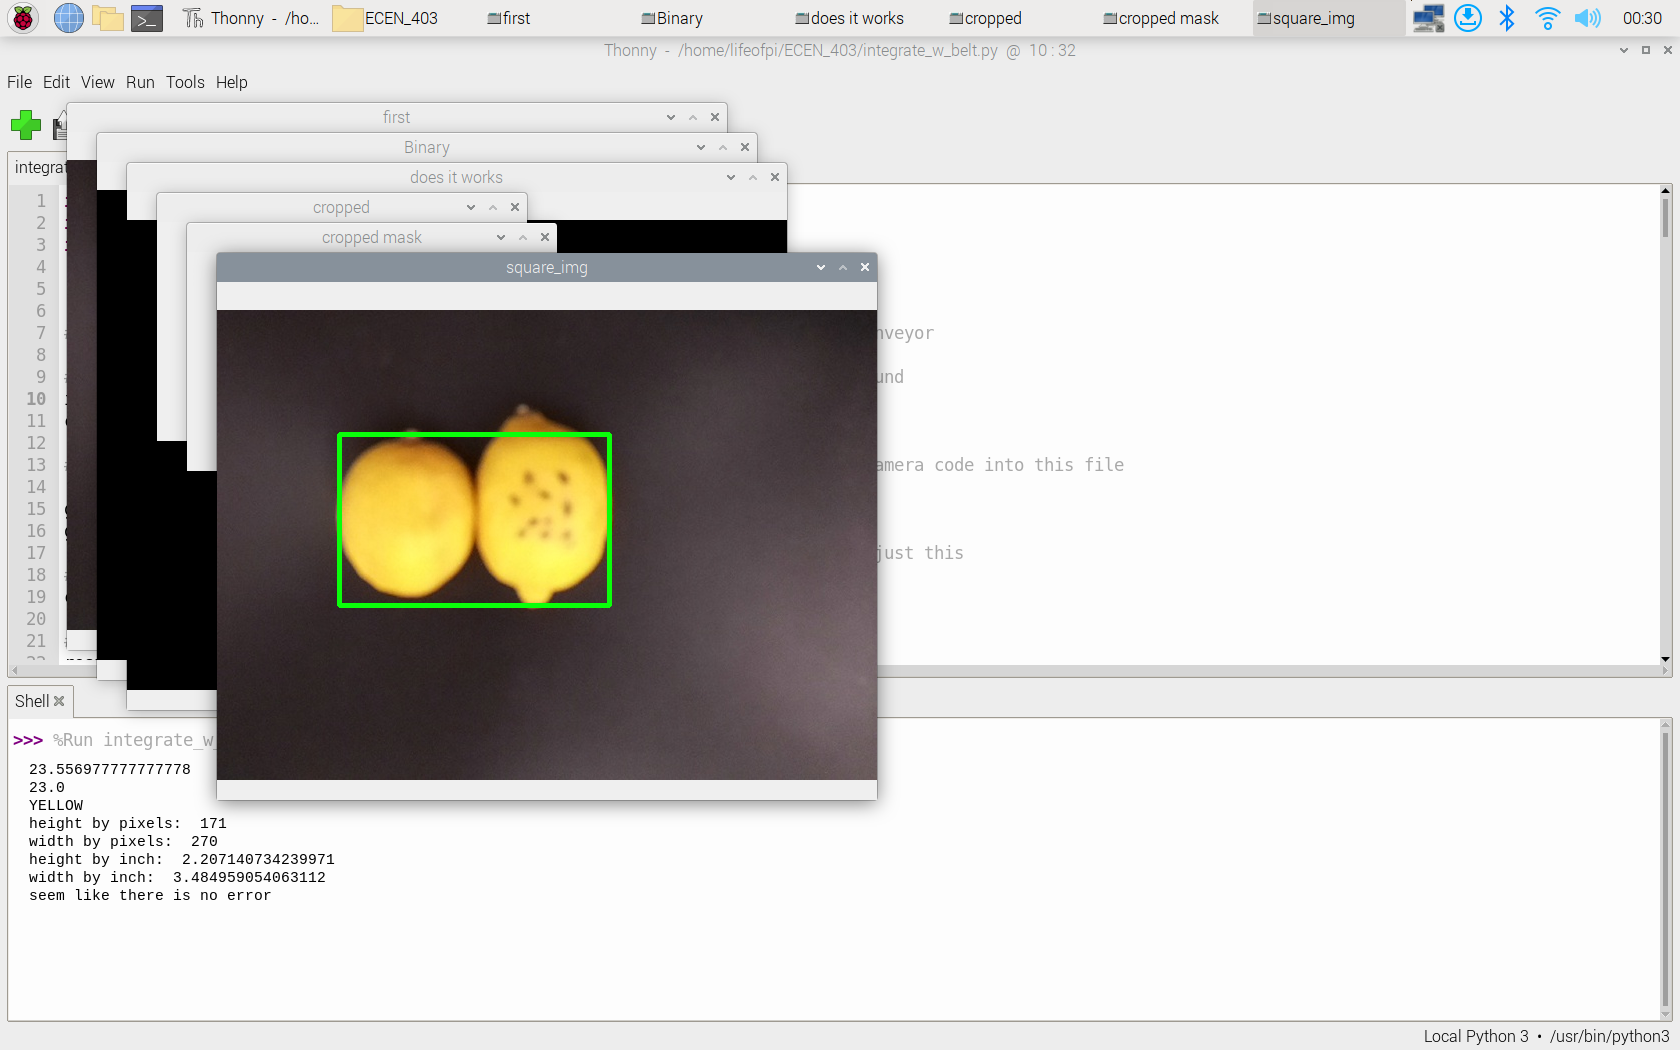 Thonny - /ho...
ECEN_403
first
Binary
does it works
cropped
cropped mask
square_img
00:30
Thonny - /home/lifeofpi/ECEN_403/integrate_w_belt.py @ 10 : 32
File Edit View Run Tools Help
first
Binary
does it works
cropped
cropped mask
square_img
integrat
1
2
3
4
5
6
7 nveyor
8
9 und
10
11
12
13 amera code into this file
14
15
16
17 just this
18
19
20
21
Shell
>>> %Run integrate_w_
23.556977777777778
23.0
YELLOW
height by pixels:  171
width by pixels:  270
height by inch:  2.207140734239971
width by inch:  3.484959054063112
seem like there is no error
Local Python 3 • /usr/bin/python3